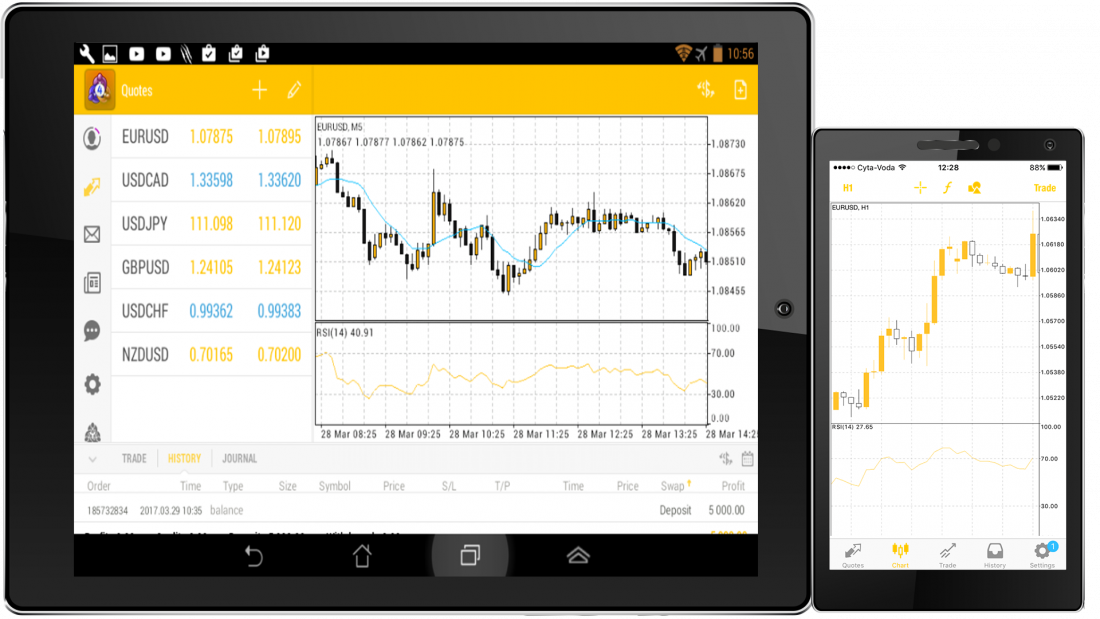 10:56
Quotes
EURUSD 1.07875 1.07895
USDCAD 1.33598 1.33620
USDJPY 111.098 111.120
GBPUSD 1.24105 1.24123
USDCHF 0.99362 0.99383
NZDUSD 0.70165 0.70200
EURUSD, M5
1.07867 1.07877 1.07862 1.07875
1.08730
1.08675
1.08620
1.08565
1.08510
1.08455
RSI(14) 40.91
100.00
70.00
30.00
0.00
28 Mar 08:25 28 Mar 09:25 28 Mar 10:25 28 Mar 11:25 28 Mar 12:25 28 Mar 13:25 28 Mar 14:2
TRADE HISTORY JOURNAL
Order Time Type Size Symbol Price S/L T/P Time Price Swap Profit
185732834 2017.03.29 10:35 balance Deposit 5 000.00
Cyta-Voda 12:28 88%
H1 Trade
EURUSD, H1
1.06340
1.06180
1.06020
1.05860
1.05700
1.05540
1.05380
1.05220
RSI(14) 27.65
100.00
70.00
30.00
1
Quotes Chart Trade History Settings